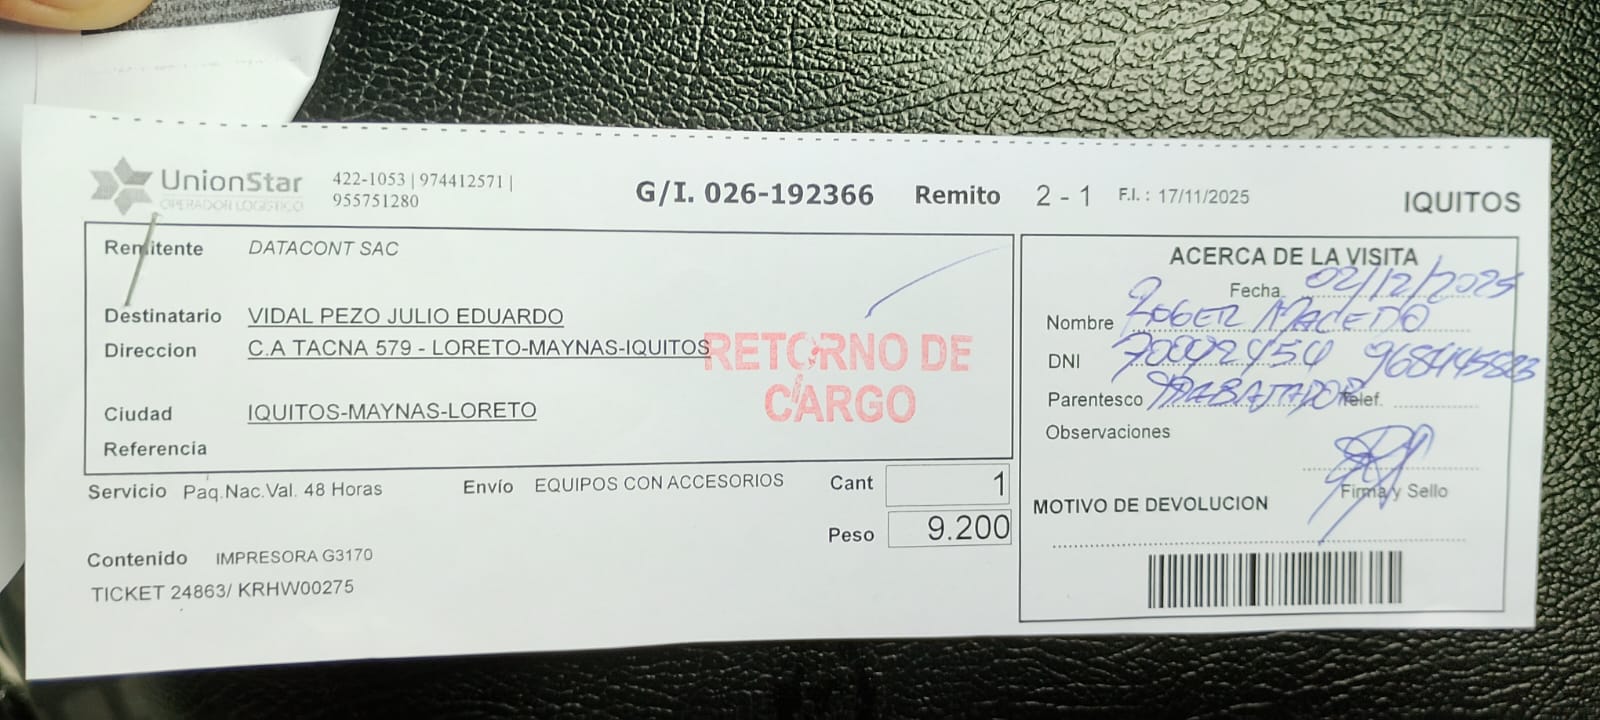 UnionStar
OPERADOR LOGISTICO
422-1053 | 974412571 |
955751280
G/I. 026-192366 Remito 2 - 1 F.I. : 17/11/2025 IQUITOS
Remitente DATACONT SAC
Destinatario VIDAL PEZO JULIO EDUARDO
Direccion C.A TACNA 579 - LORETO-MAYNAS-IQUITOS
Ciudad IQUITOS-MAYNAS-LORETO
Referencia
RETORNO DE
CARGO
Servicio Paq.Nac.Val. 48 Horas Envío EQUIPOS CON ACCESORIOS Cant 1
Peso 9.200
Contenido IMPRESORA G3170
TICKET 24863/ KRHW00275
ACERCA DE LA VISITA
Fecha 02/12/2025
Nombre ROGER MACEDO
DNI
Parentesco TRABAJADOR Telef.
Observaciones
Firma y Sello
MOTIVO DE DEVOLUCION